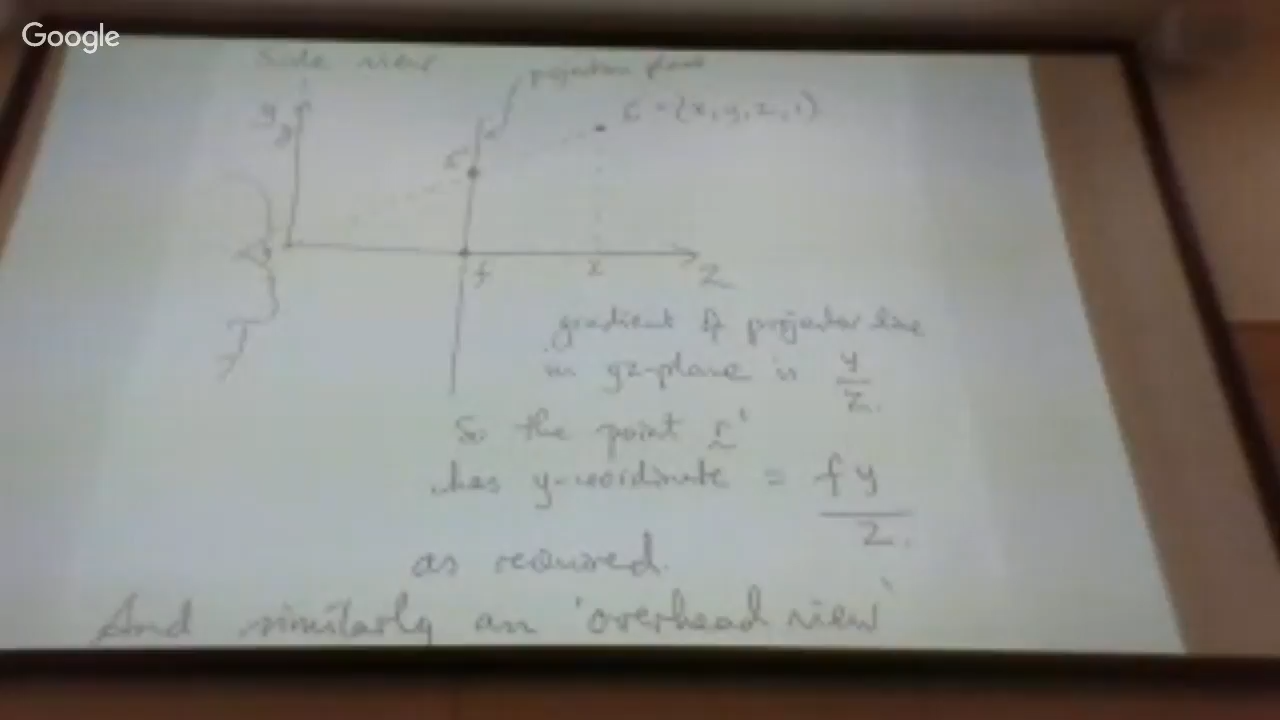 Google
Side view
projection plane
y
r = (x, y, z, 1)
r'
f
z
Z
gradient of projector line
in yz-plane is y/z.
So the point r'
has y-coordinate = fy/z.
as required.
And similarly an 'overhead view'